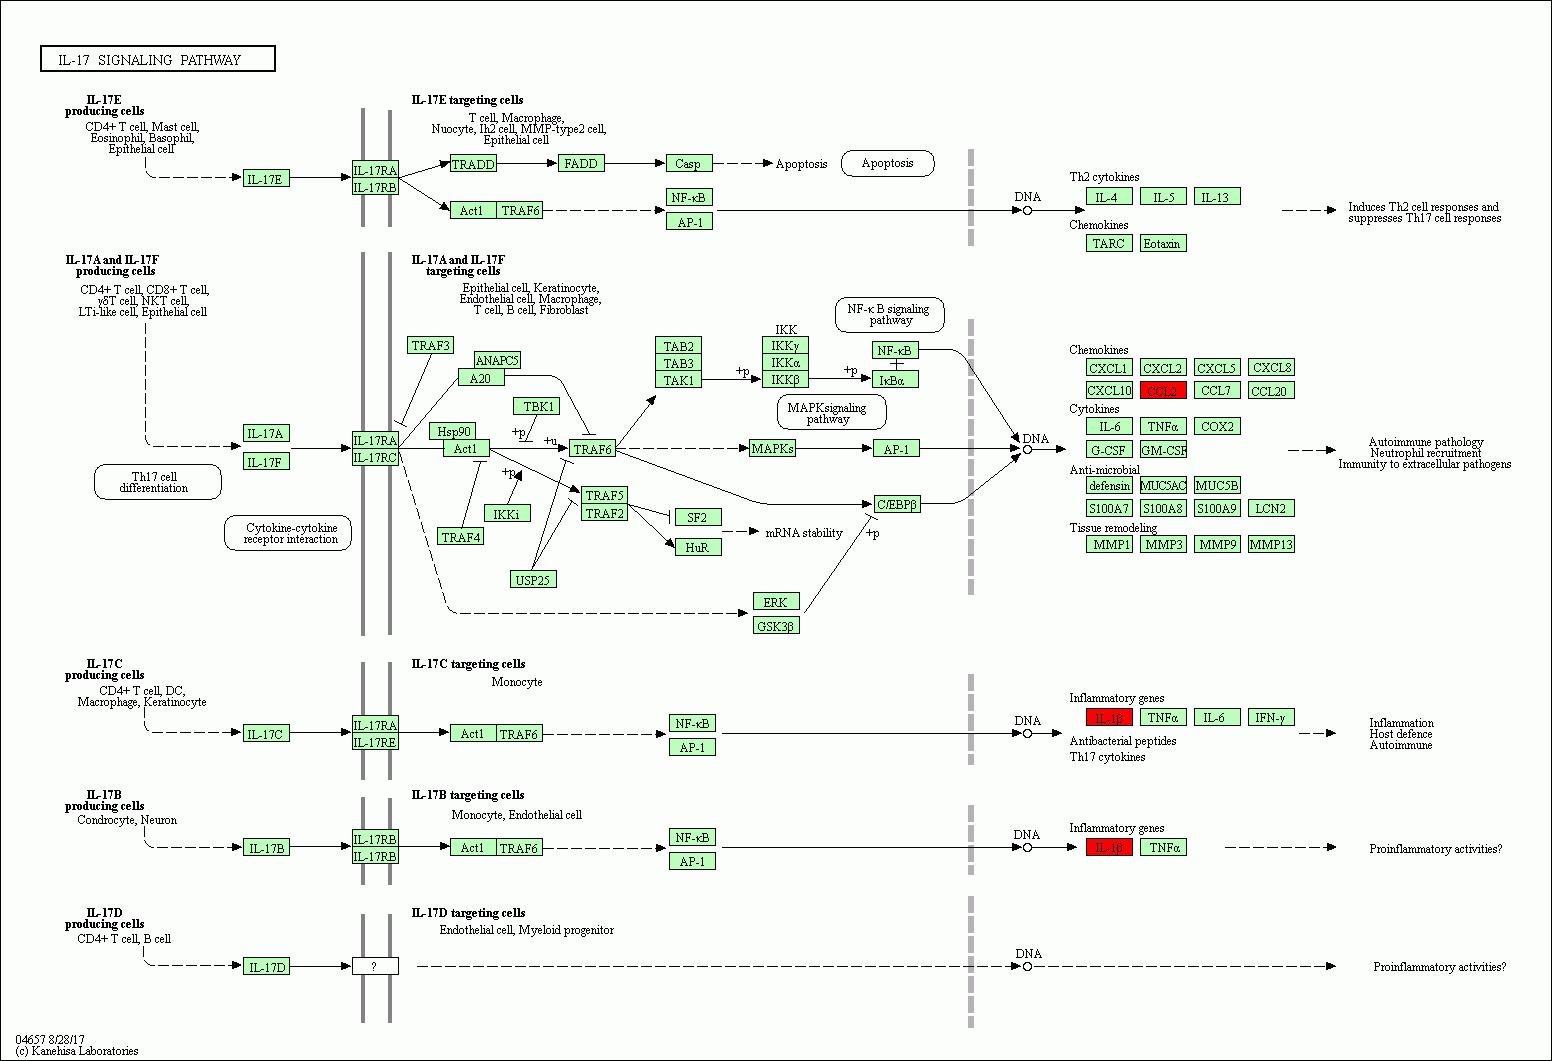 IL-17 SIGNALING PATHWAY
IL-17E
producing cells
CD4+ T cell, Mast cell,
Eosinophil, Basophil,
Epithelial cell
IL-17E
IL-17RA
IL-17RB
IL-17E targeting cells
T cell, Macrophage,
Nuocyte, Ih2 cell, MMP-type2 cell,
Epithelial cell
TRADD
FADD
Casp
Apoptosis
Apoptosis
Act1
TRAF6
NF-κB
AP-1
DNA
Th2 cytokines
IL-4
IL-5
IL-13
Chemokines
TARC
Eotaxin
Induces Th2 cell responses and
suppresses Th17 cell responses
IL-17A and IL-17F
producing cells
CD4+ T cell, CD8+ T cell,
γδT cell, NKT cell,
LTi-like cell, Epithelial cell
IL-17A
IL-17F
Th17 cell
differentiation
Cytokine-cytokine
receptor interaction
IL-17RA
IL-17RC
IL-17A and IL-17F
targeting cells
Epithelial cell, Keratinocyte,
Endothelial cell, Macrophage,
T cell, B cell, Fibroblast
TRAF3
ANAPC5
A20
TBK1
Hsp90
Act1
+p
+u
TRAF6
+p
IKKi
TRAF4
USP25
TRAF5
TRAF2
SF2
HuR
mRNA stability
TAB2
TAB3
TAK1
+p
IKK
IKKγ
IKKα
IKKβ
+p
NF-κB
IκBα
NF-κ B signaling
pathway
MAPKsignaling
pathway
MAPKs
AP-1
C/EBPβ
+p
ERK
GSK3β
DNA
Chemokines
CXCL1
CXCL2
CXCL5
CXCL8
CXCL10
CCL2
CCL7
CCL20
Cytokines
IL-6
TNFα
COX2
G-CSF
GM-CSF
Anti-microbial
defensin
MUC5AC
MUC5B
S100A7
S100A8
S100A9
LCN2
Tissue remodeling
MMP1
MMP3
MMP9
MMP13
Autoimmune pathology
Neutrophil recruitment
Immunity to extracellular pathogens
IL-17C
producing cells
CD4+ T cell, DC,
Macrophage, Keratinocyte
IL-17C
IL-17RA
IL-17RE
IL-17C targeting cells
Monocyte
Act1
TRAF6
NF-κB
AP-1
DNA
Inflammatory genes
IL-1β
TNFα
IL-6
IFN-γ
Antibacterial peptides
Th17 cytokines
Inflammation
Host defence
Autoimmune
IL-17B
producing cells
Condrocyte, Neuron
IL-17B
IL-17RB
IL-17RB
IL-17B targeting cells
Monocyte, Endothelial cell
Act1
TRAF6
NF-κB
AP-1
DNA
Inflammatory genes
IL-1β
TNFα
Proinflammatory activities?
IL-17D
producing cells
CD4+ T cell, B cell
IL-17D
?
IL-17D targeting cells
Endothelial cell, Myeloid progenitor
DNA
Proinflammatory activities?
04657 8/28/17
(c) Kanehisa Laboratories